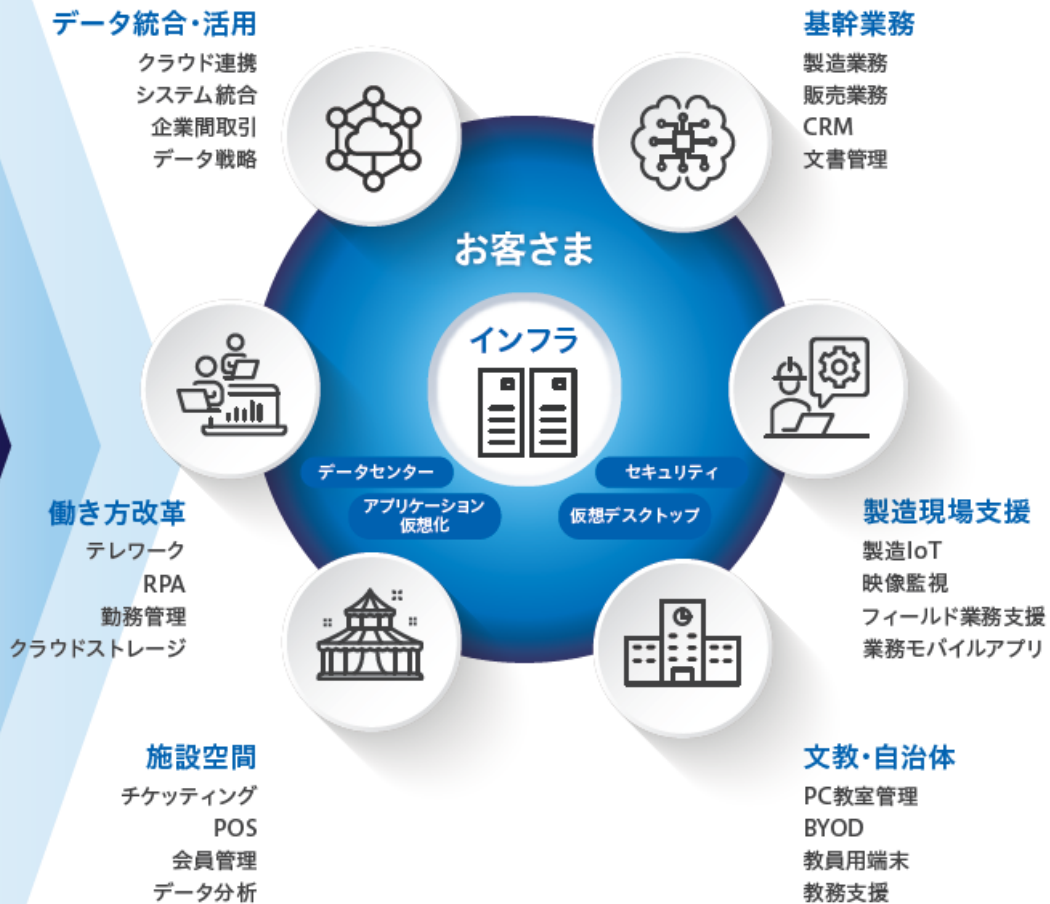 データ統合・活用
クラウド連携
システム統合
企業間取引
データ戦略
基幹業務
製造業務
販売業務
CRM
文書管理
お客さま
インフラ
データセンター
セキュリティ
アプリケーション
仮想化
仮想デスクトップ
働き方改革
テレワーク
RPA
勤務管理
クラウドストレージ
製造現場支援
製造IoT
映像監視
フィールド業務支援
業務モバイルアプリ
施設空間
チケッティング
POS
会員管理
データ分析
文教・自治体
PC教室管理
BYOD
教員用端末
教務支援